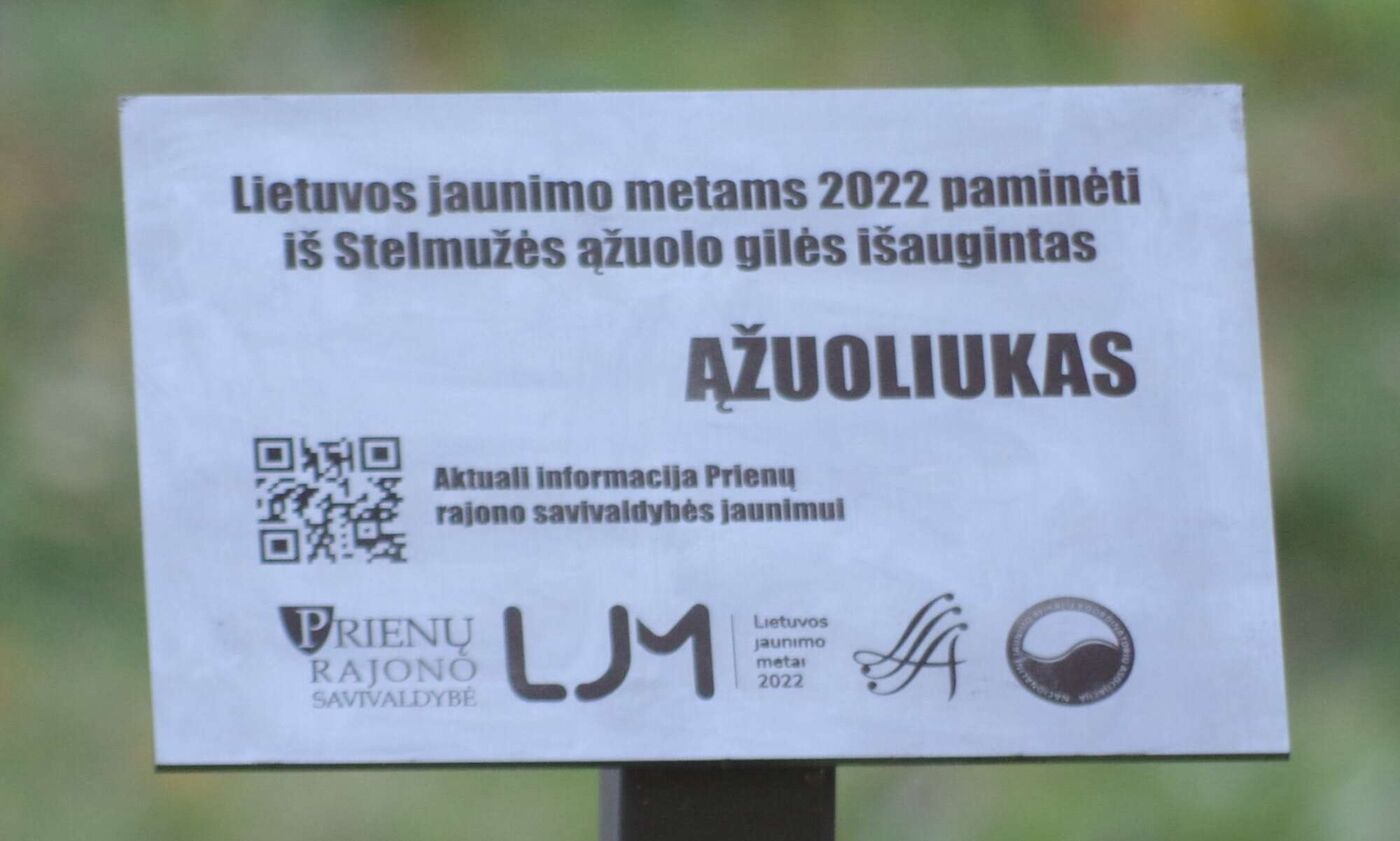 Lietuvos jaunimo metams 2022 paminėti
iš Stelmužės ąžuolo gilės išaugintas
ĄŽUOLIUKAS
Aktuali informacija Prienų
rajono savivaldybės jaunimui
PRIENŲ
RAJONO
SAVIVALDYBĖ
LJM
Lietuvos
jaunimo
metai
2022